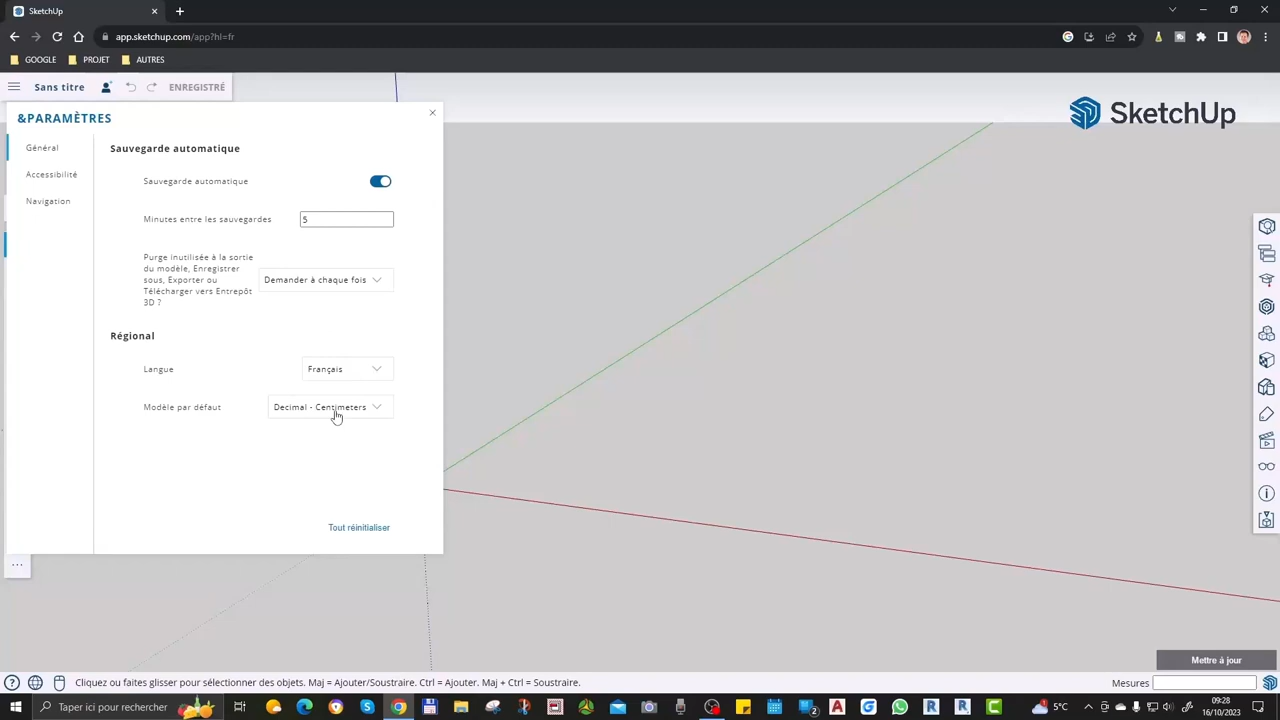 SketchUp
app.sketchup.com/app?hl=fr
GOOGLE
PROJET
AUTRES
Sans titre
ENREGISTRÉ
SketchUp
&PARAMÈTRES
Général
Accessibilité
Navigation
Sauvegarde automatique
Sauvegarde automatique
Minutes entre les sauvegardes
5
Purge inutilisée à la sortie
du modèle, Enregistrer
sous, Exporter ou
Télécharger vers Entrepôt
3D ?
Demander à chaque fois
Régional
Langue
Français
Modèle par défaut
Decimal - Centimeters
Tout réinitialiser
Mettre à jour
Cliquez ou faites glisser pour sélectionner des objets. Maj = Ajouter/Soustraire. Ctrl = Ajouter. Maj + Ctrl = Soustraire.
Mesures
Taper ici pour rechercher
5°C
09:28
16/10/2023